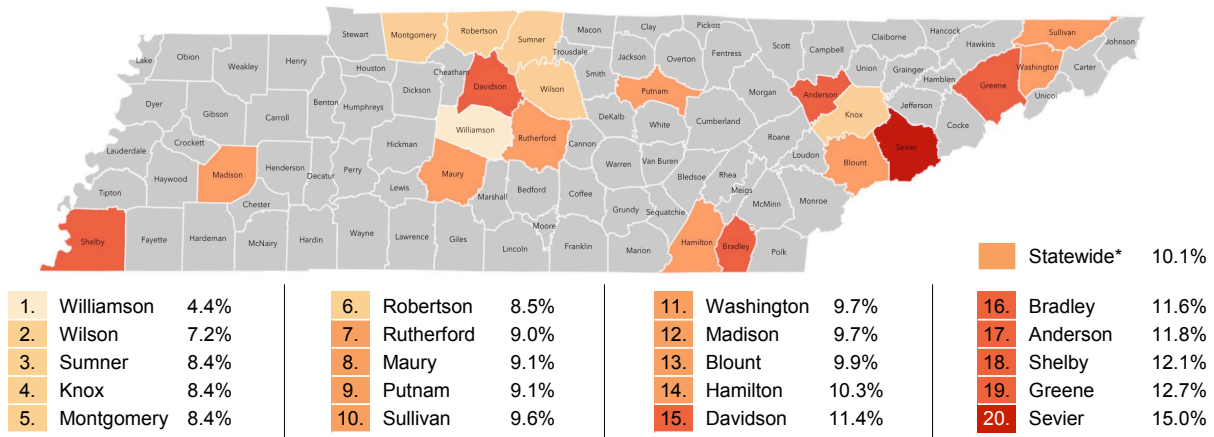 Stewart
Montgomery
Robertson
Sumner
Macon
Clay
Pickett
Scott
Campbell
Claiborne
Hancock
Hawkins
Sullivan
Johnson
Lake
Obion
Weakley
Henry
Houston
Cheatham
Davidson
Trousdale
Smith
Jackson
Overton
Fentress
Union
Grainger
Hamblen
Greene
Washington
Carter
Unicoi
Dyer
Gibson
Carroll
Benton
Humphreys
Dickson
Wilson
Putnam
Morgan
Anderson
Knox
Jefferson
Cocke
Lauderdale
Crockett
Haywood
Madison
Henderson
Decatur
Perry
Hickman
Williamson
Rutherford
Cannon
DeKalb
White
Cumberland
Roane
Loudon
Blount
Sevier
Tipton
Chester
Lewis
Maury
Marshall
Bedford
Coffee
Warren
Van Buren
Bledsoe
Rhea
Meigs
McMinn
Monroe
Shelby
Fayette
Hardeman
McNairy
Hardin
Wayne
Lawrence
Giles
Lincoln
Moore
Franklin
Grundy
Sequatchie
Marion
Hamilton
Bradley
Polk
Statewide* 10.1%
1. Williamson 4.4%
2. Wilson 7.2%
3. Sumner 8.4%
4. Knox 8.4%
5. Montgomery 8.4%
6. Robertson 8.5%
7. Rutherford 9.0%
8. Maury 9.1%
9. Putnam 9.1%
10. Sullivan 9.6%
11. Washington 9.7%
12. Madison 9.7%
13. Blount 9.9%
14. Hamilton 10.3%
15. Davidson 11.4%
16. Bradley 11.6%
17. Anderson 11.8%
18. Shelby 12.1%
19. Greene 12.7%
20. Sevier 15.0%